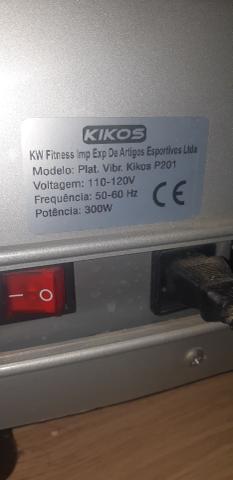 KIKOS
KW Fitness Imp Exp De Artigos Esportivos Ltda
Modelo: Plat. Vibr. Kikos P201
Voltagem: 110-120V
Frequência: 50-60 Hz
Potência: 300W
CE